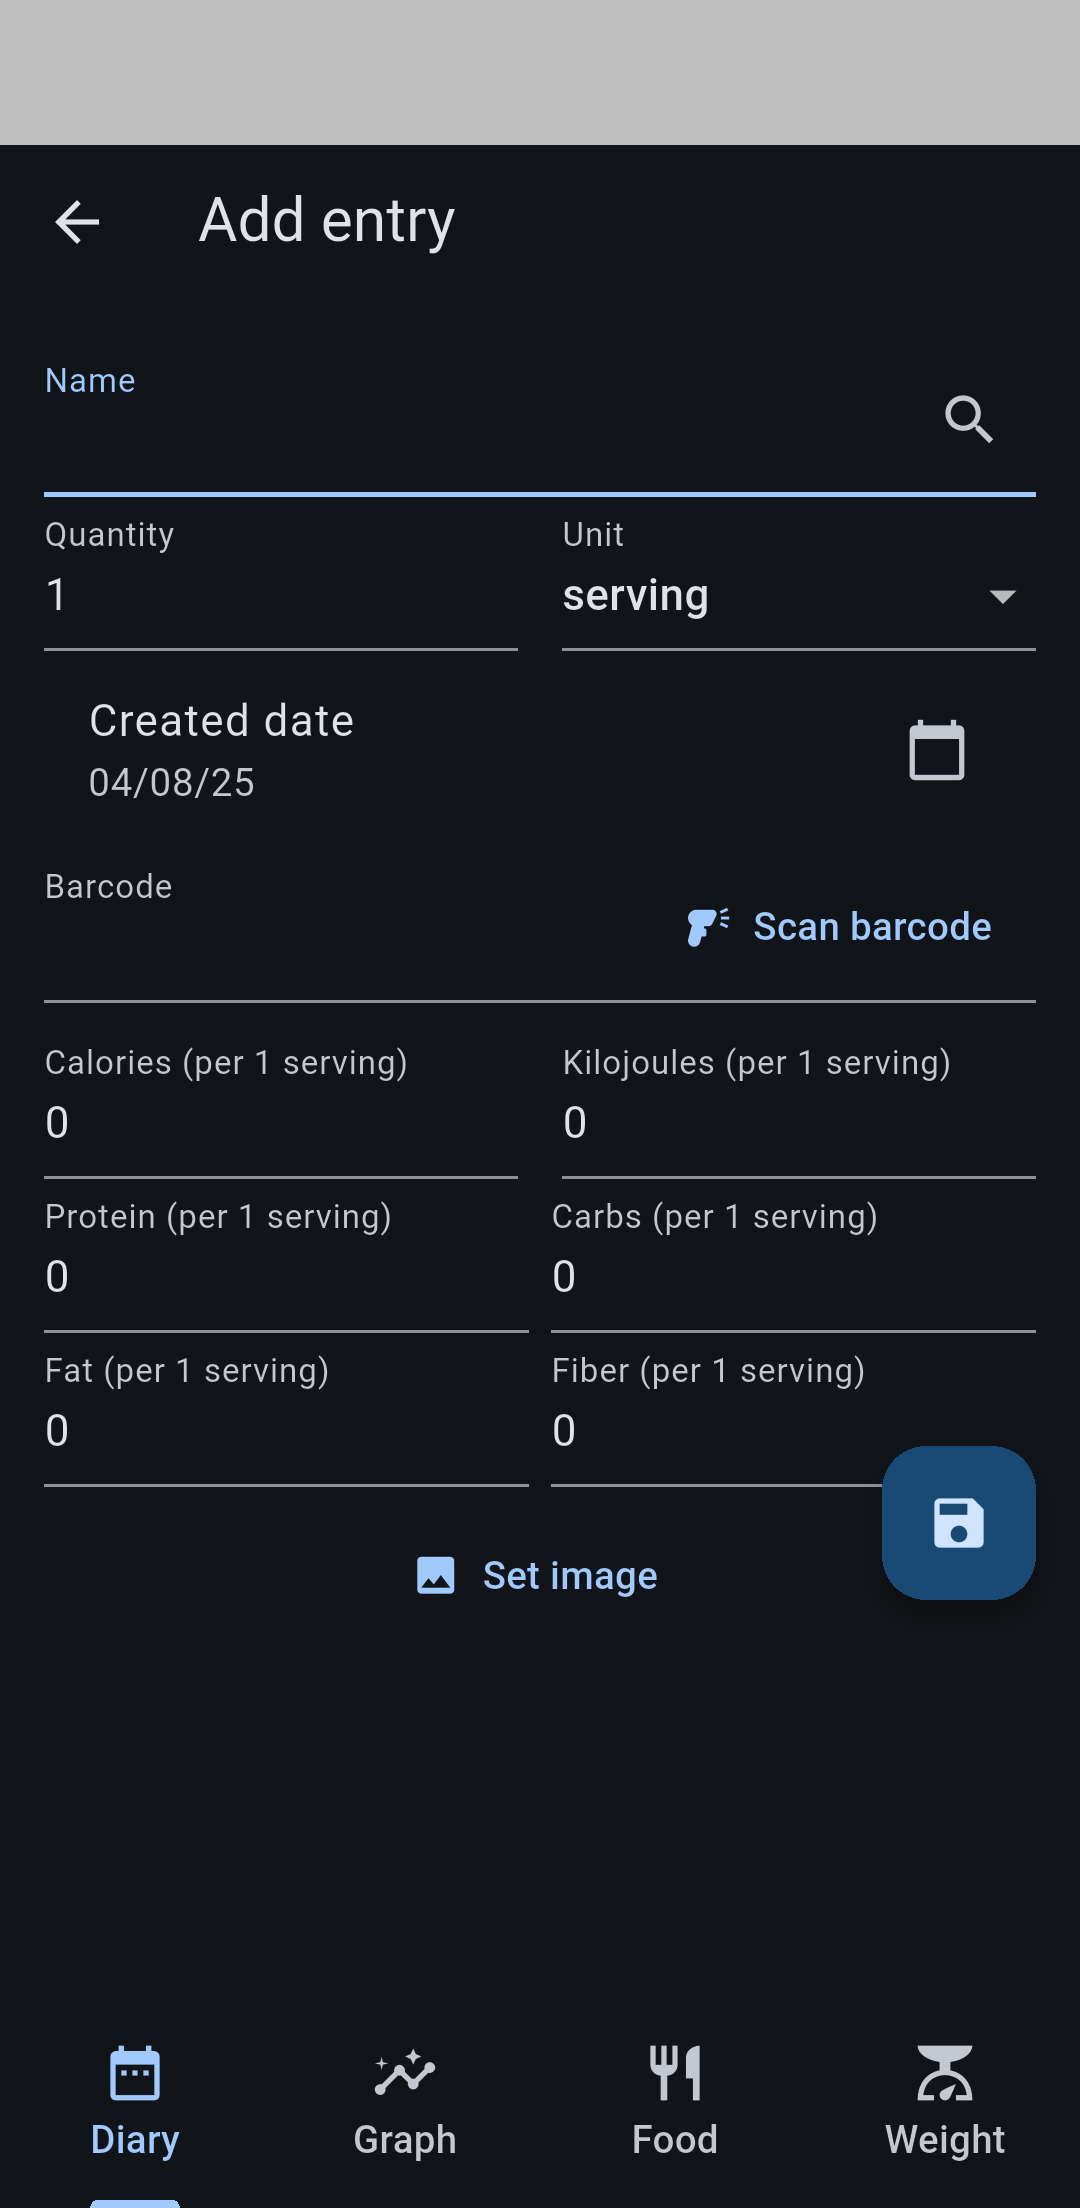 Add entry
Name
Quantity
Unit
1
serving
Created date
04/08/25
Barcode
Scan barcode
Calories (per 1 serving)
Kilojoules (per 1 serving)
0
0
Protein (per 1 serving)
Carbs (per 1 serving)
0
0
Fat (per 1 serving)
Fiber (per 1 serving)
0
0
Set image
Diary
Graph
Food
Weight